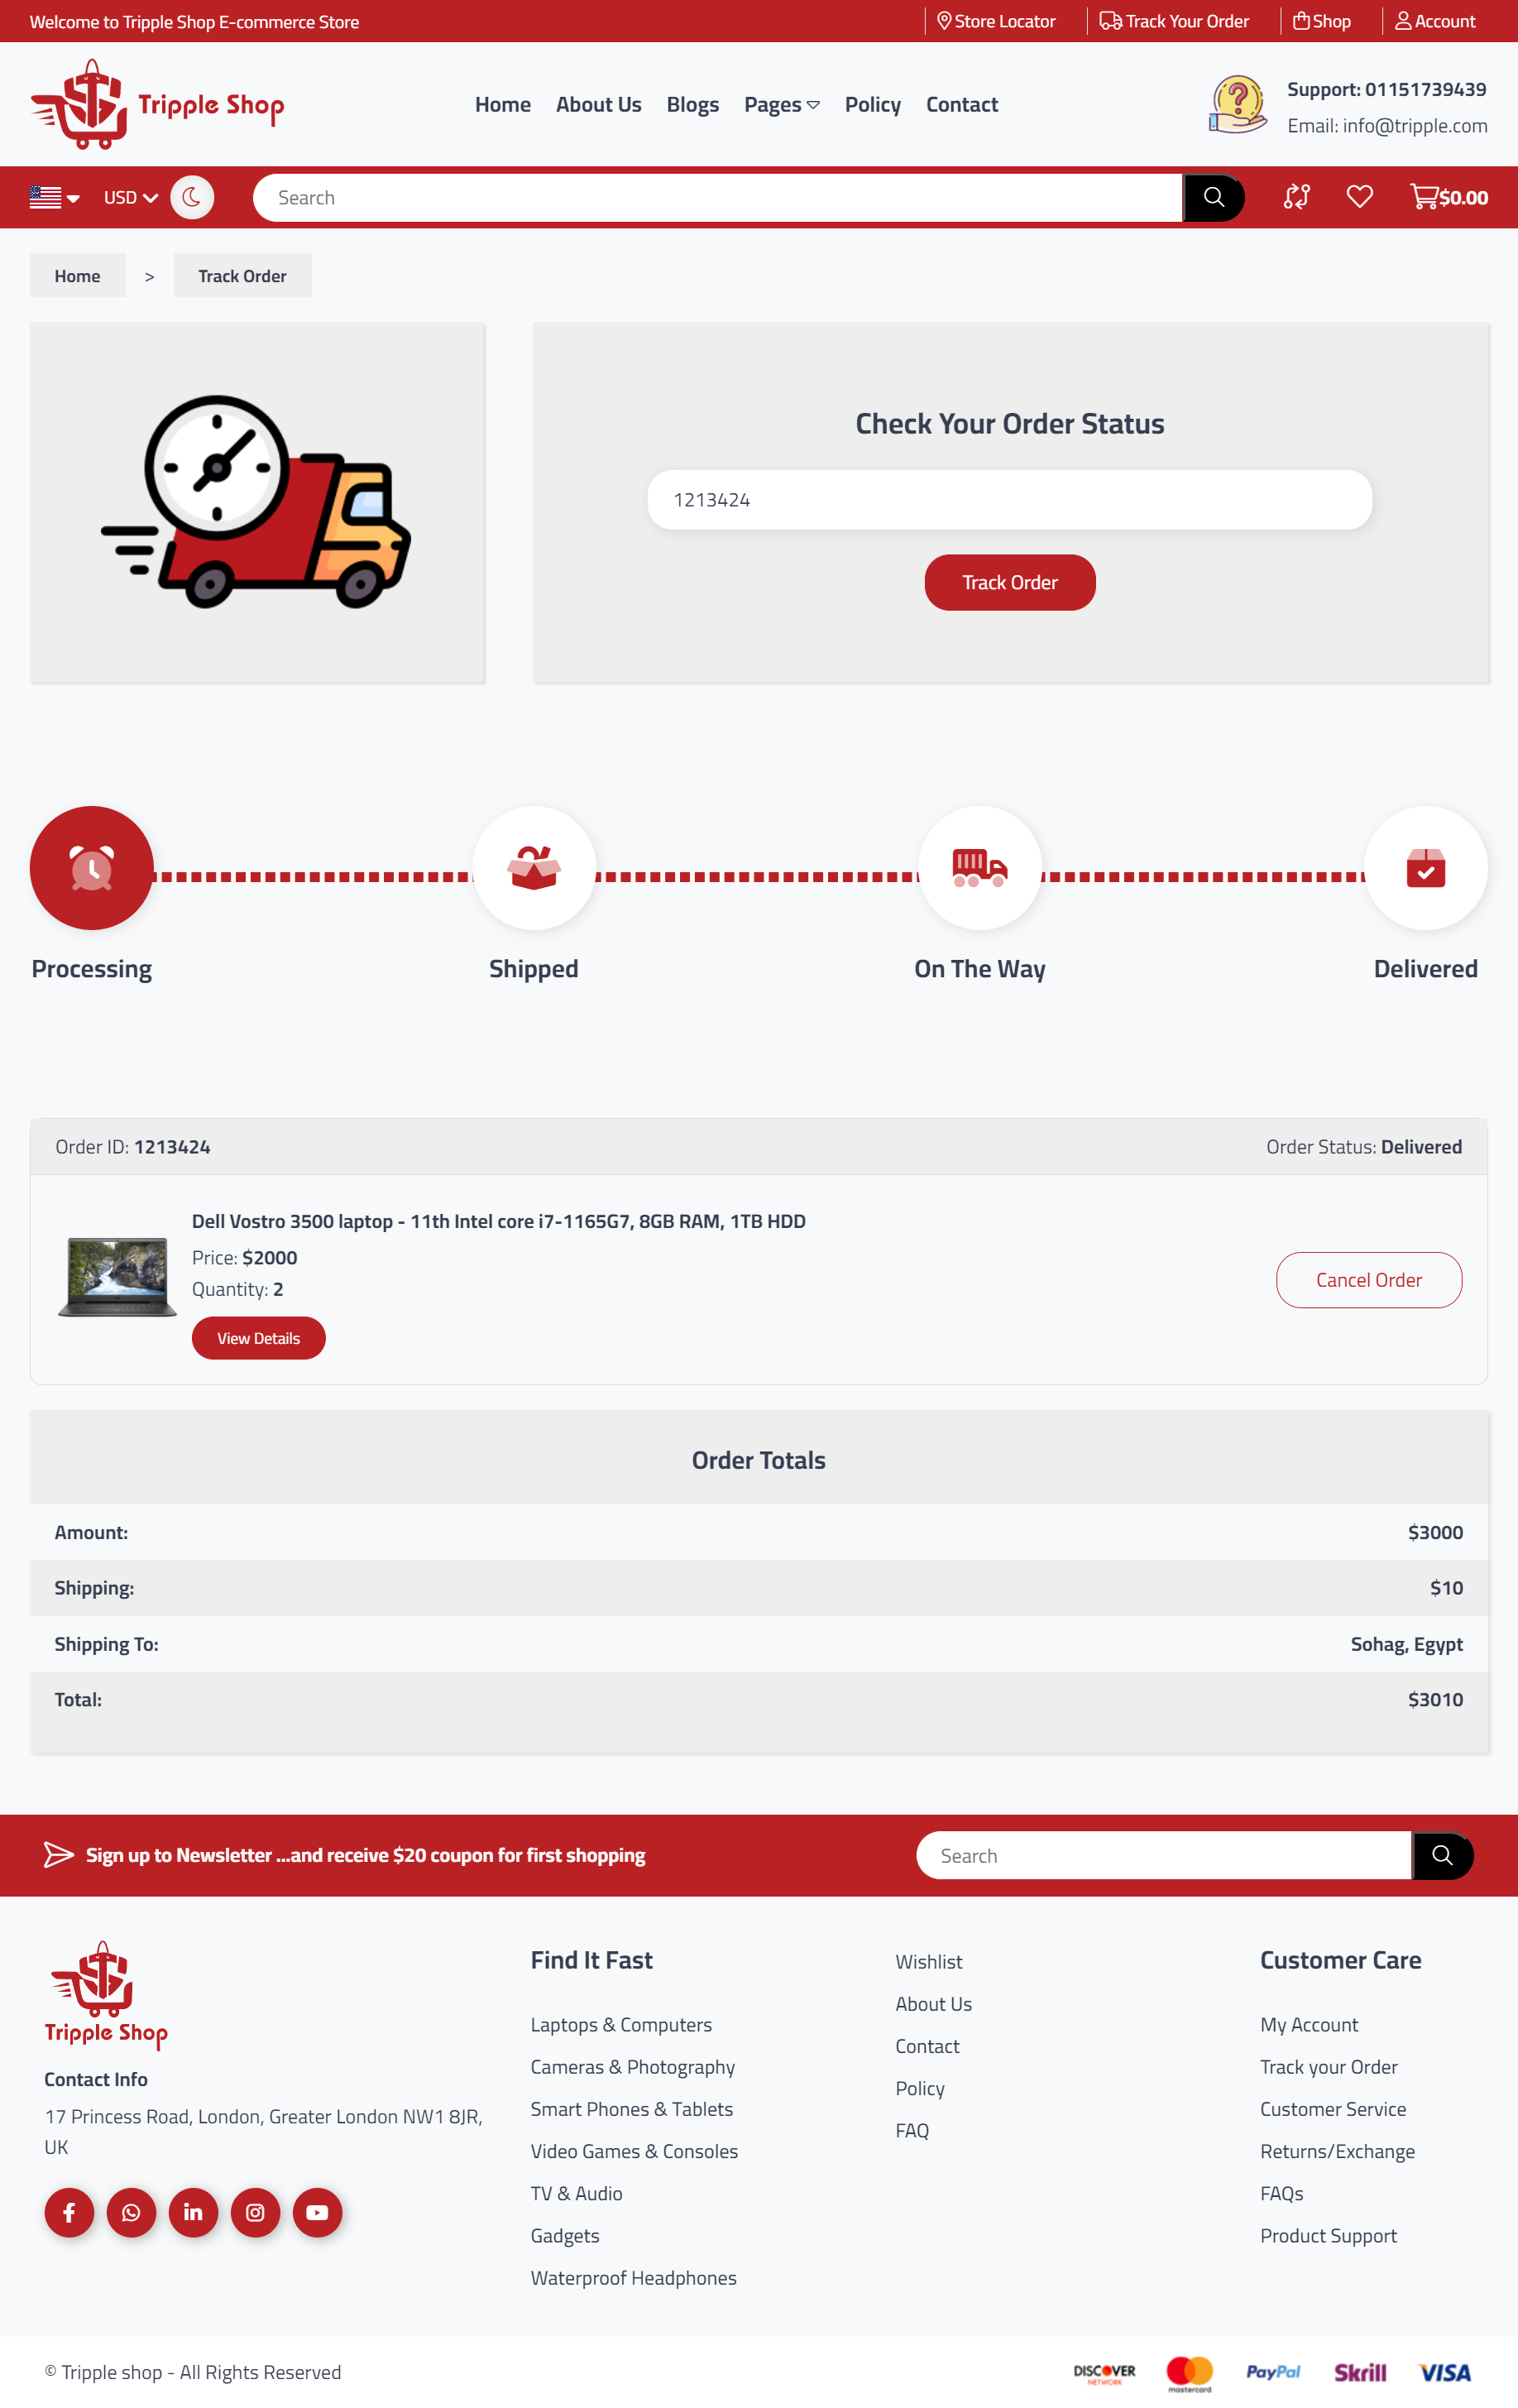 Welcome to Tripple Shop E-commerce Store
Store Locator
Track Your Order
Shop
Account
Tripple Shop
Home
About Us
Blogs
Pages
Policy
Contact
Support: 01151739439
Email: info@tripple.com
USD
Search
$0.00
Home > Track Order
Check Your Order Status
1213424
Track Order
Processing
Shipped
On The Way
Delivered
Order ID: 1213424
Order Status: Delivered
Dell Vostro 3500 laptop - 11th Intel core i7-1165G7, 8GB RAM, 1TB HDD
Price: $2000
Quantity: 2
View Details
Cancel Order
Order Totals
Amount: $3000
Shipping: $10
Shipping To: Sohag, Egypt
Total: $3010
Sign up to Newsletter ...and receive $20 coupon for first shopping
Search
Tripple Shop
Contact Info
17 Princess Road, London, Greater London NW1 8JR,
UK
Find It Fast
Laptops & Computers
Cameras & Photography
Smart Phones & Tablets
Video Games & Consoles
TV & Audio
Gadgets
Waterproof Headphones
Wishlist
About Us
Contact
Policy
FAQ
Customer Care
My Account
Track your Order
Customer Service
Returns/Exchange
FAQs
Product Support
© Tripple shop - All Rights Reserved
DISCOVER
NETWORK
mastercard
PayPal
Skrill
VISA